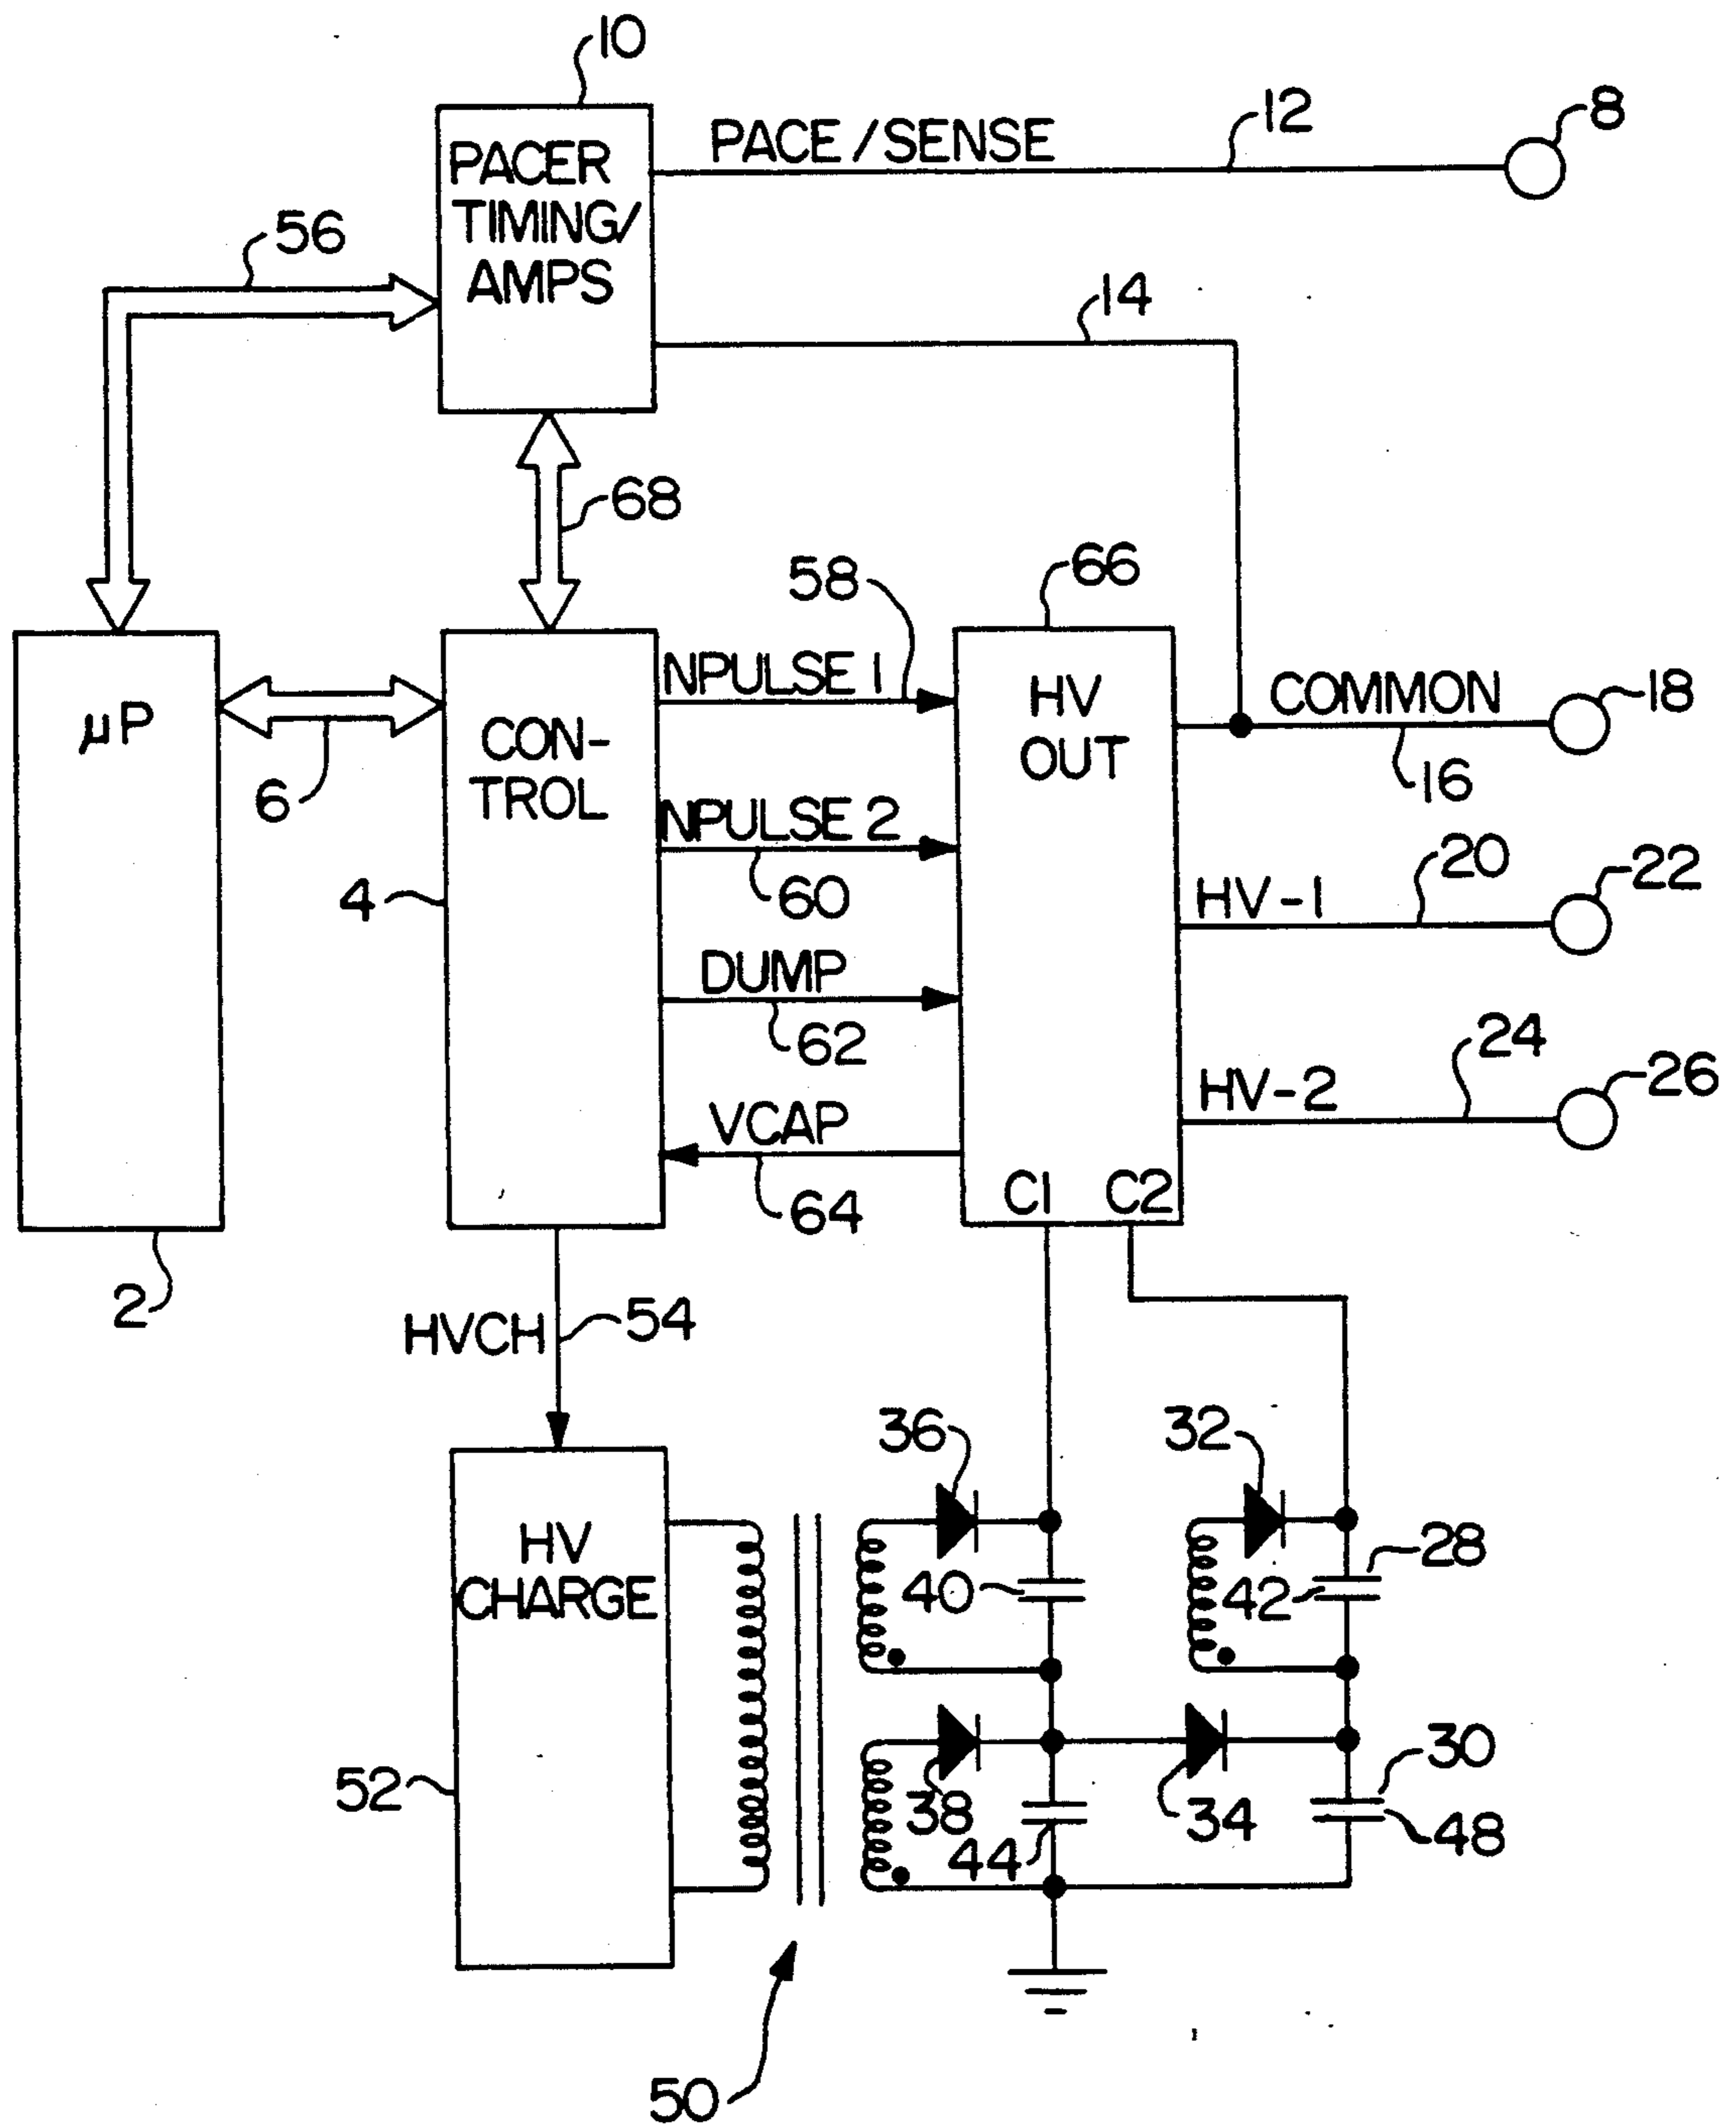 10
PACER
TIMING/
AMPS
PACE/SENSE
12
8
56
14
68
58
66
µP
6
CON-
TROL
NPULSE 1
HV
OUT
COMMON
18
16
NPULSE 2
60
4
20
22
HV-1
DUMP
62
24
26
HV-2
VCAP
64
C1
C2
2
HVCH
54
36
32
HV
CHARGE
40
42
28
52
38
44
34
30
48
50